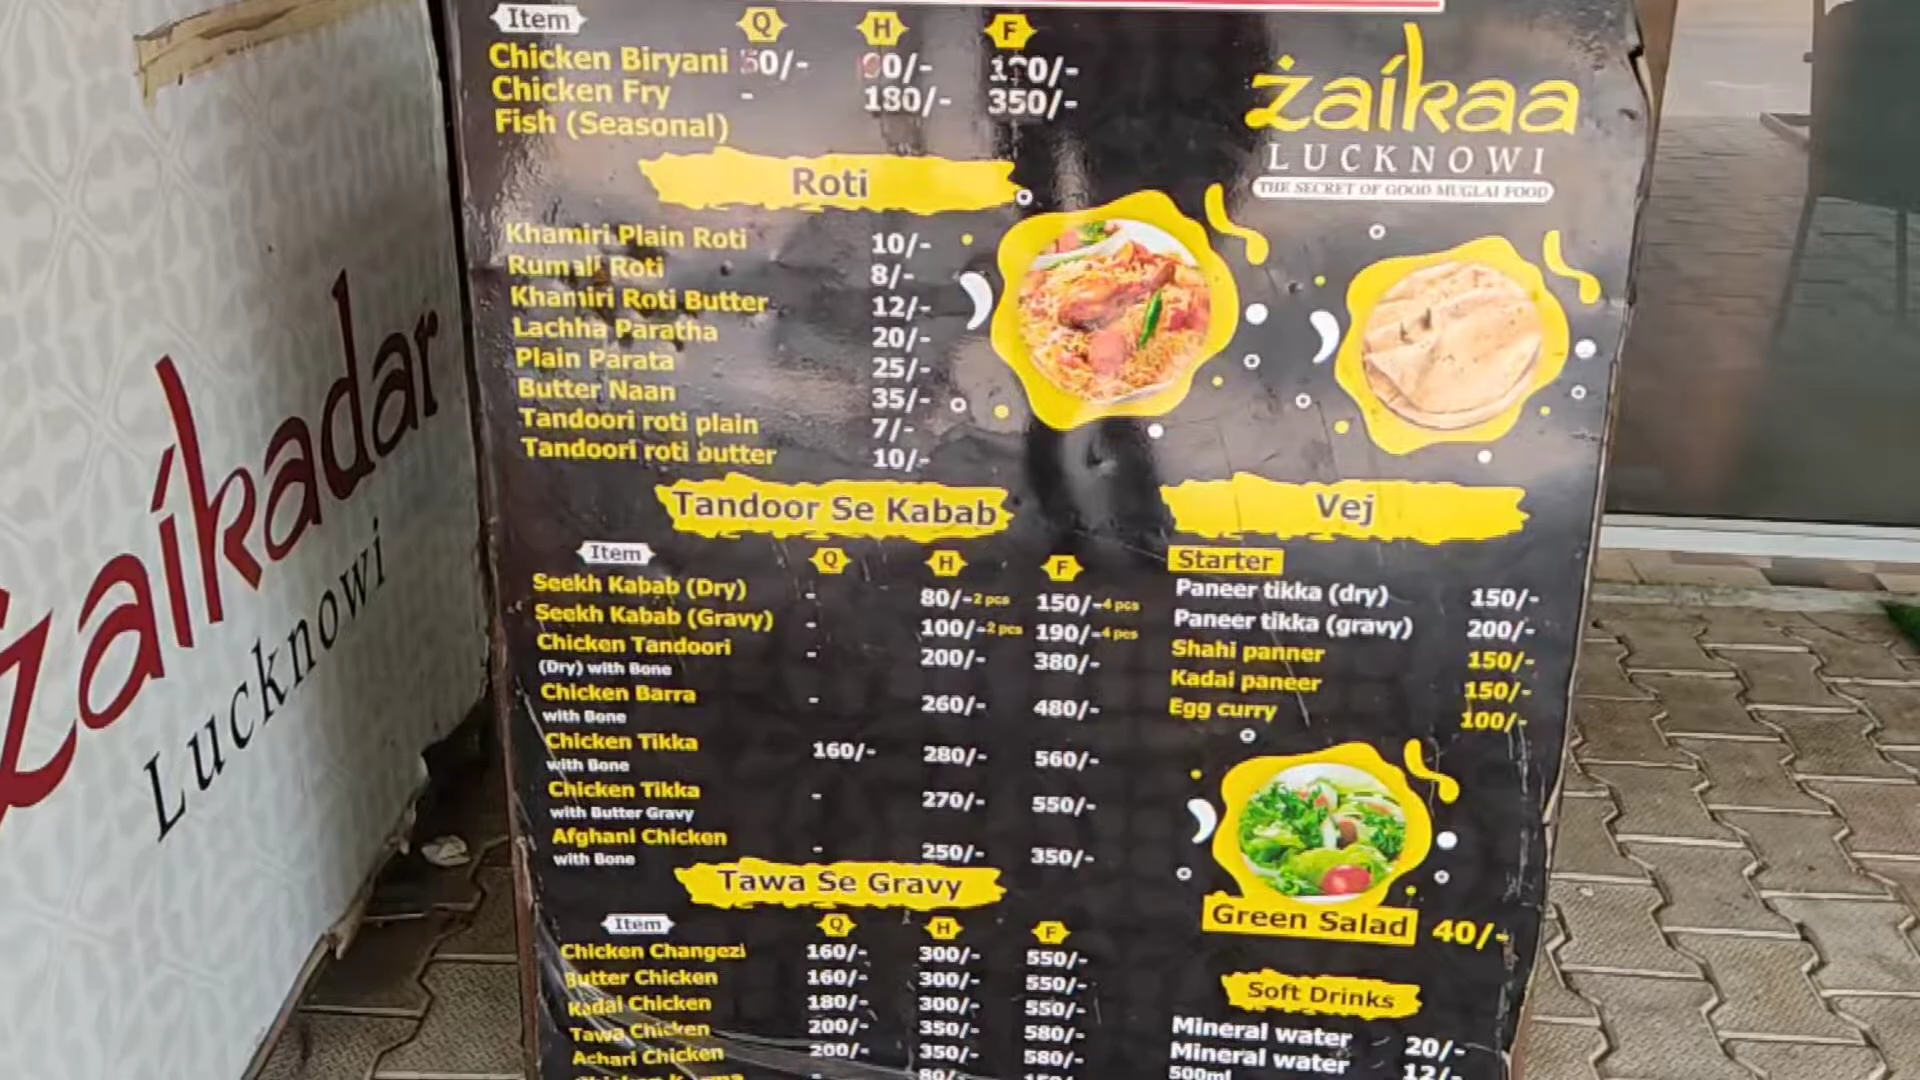 Item Q H F
Chicken Biryani 0/- 0/-
Chicken Fry - 180/- 350/-
Fish (Seasonal)
żaíkaa
LUCKNOWI
THE SECRET OF GOOD MUGLAI FOOD
Roti
Khamiri Plain Roti 10/-
Rumali Roti 8/-
Khamiri Roti Butter 12/-
Lachha Paratha 20/-
Plain Parata 25/-
Butter Naan 35/-
Tandoori roti plain 7/-
Tandoori roti butter 10/-
Tandoor Se Kabab
Item Q H F
Seekh Kabab (Dry) - 80/-2 pcs 150/-4 pcs
Seekh Kabab (Gravy) - 100/-2 pcs 190/-4 pcs
Chicken Tandoori - 200/- 380/-
(Dry) with Bone
Chicken Barra - 260/- 480/-
with Bone
Chicken Tikka 160/- 280/- 560/-
with Bone
Chicken Tikka - 270/- 550/-
with Butter Gravy
Afghani Chicken - 250/- 350/-
with Bone
Tawa Se Gravy
Item Q H F
Chicken Changezi 160/- 300/- 550/-
Butter Chicken 160/- 300/- 550/-
Kadai Chicken 180/- 300/- 550/-
Tawa Chicken 200/- 350/- 580/-
Achari Chicken 200/- 350/- 580/-
Vej
Starter
Paneer tikka (dry) 150/-
Paneer tikka (gravy) 200/-
Shahi panner 150/-
Kadai paneer 150/-
Egg curry 100/-
Green Salad 40/-
Soft Drinks
Mineral water 20/-
Mineral water 12/-
500ml
żaíkadar
Lucknowi